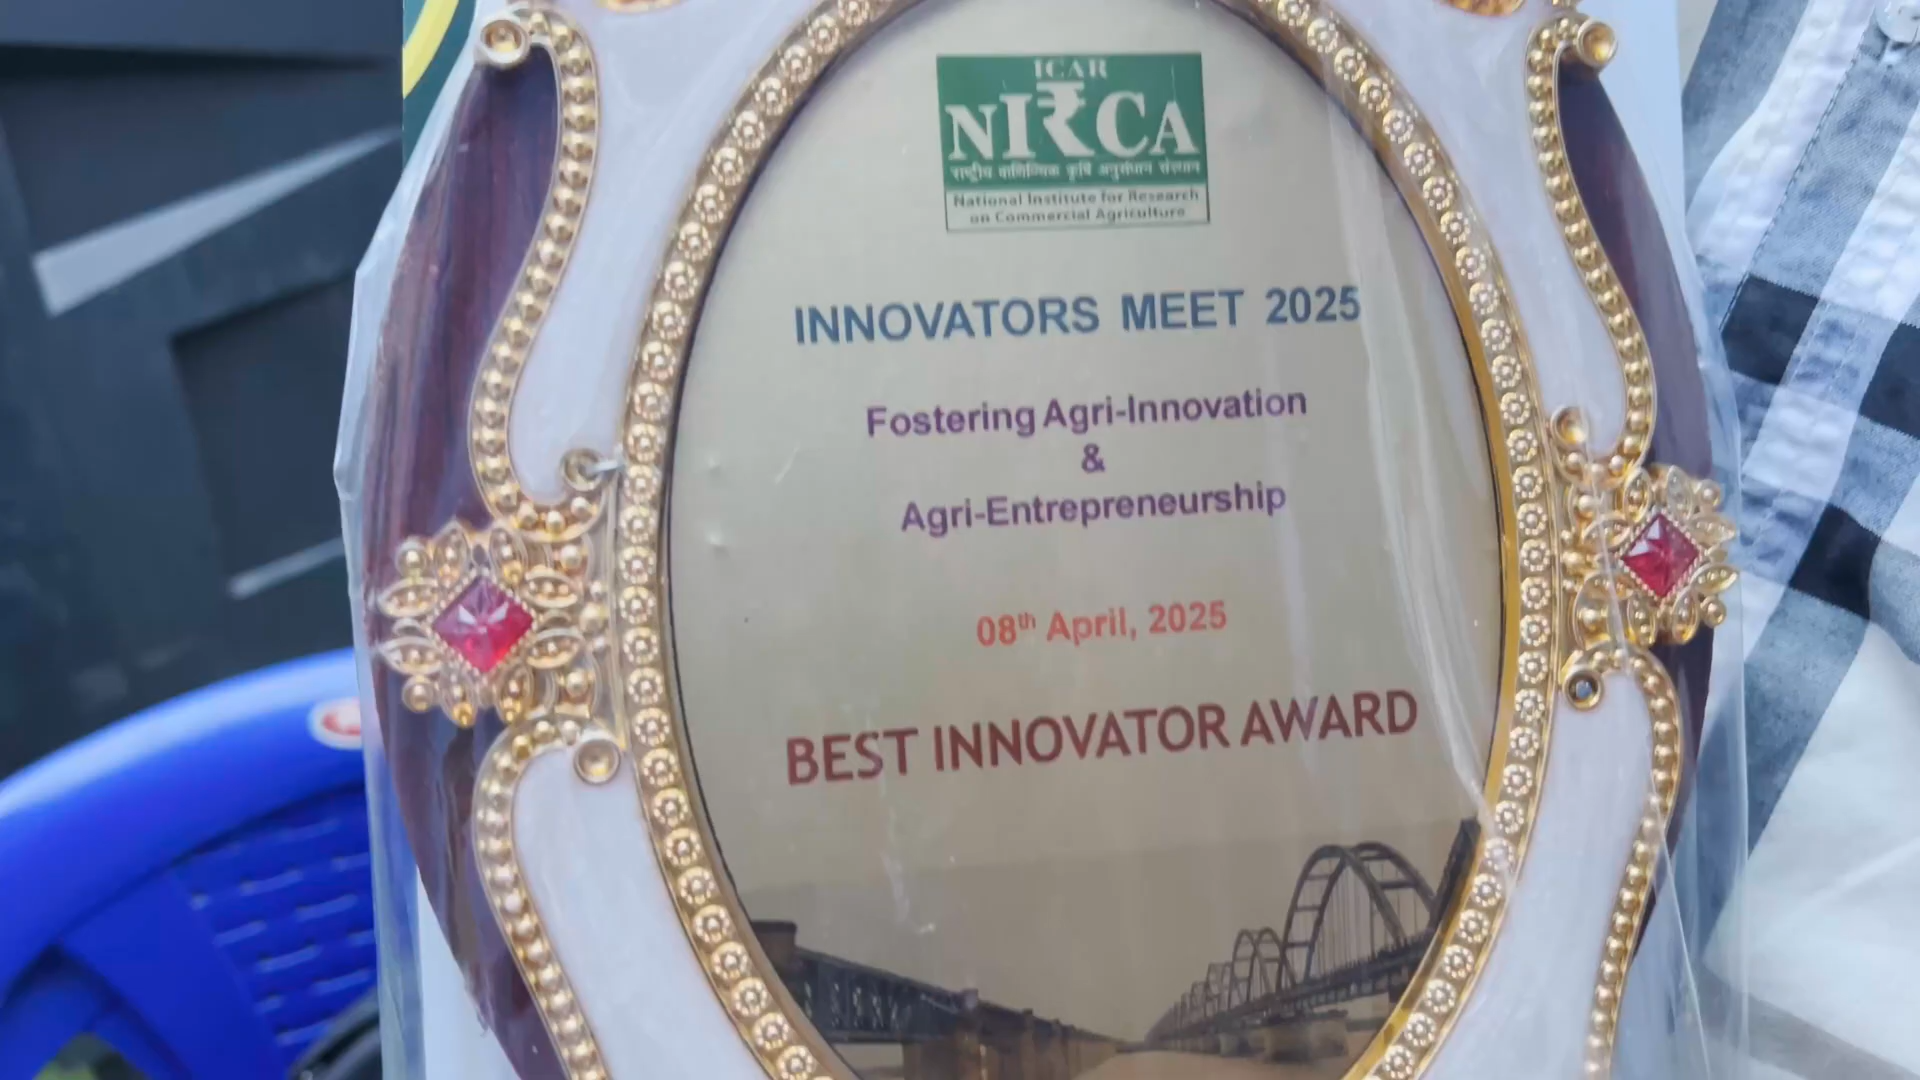 ICAR
NIRCA
राष्ट्रीय वाणिज्यिक कृषि अनुसंधान संस्थान
National Institute for Research
on Commercial Agriculture
INNOVATORS MEET 2025
Fostering Agri-Innovation
&
Agri-Entrepreneurship
08th April, 2025
BEST INNOVATOR AWARD